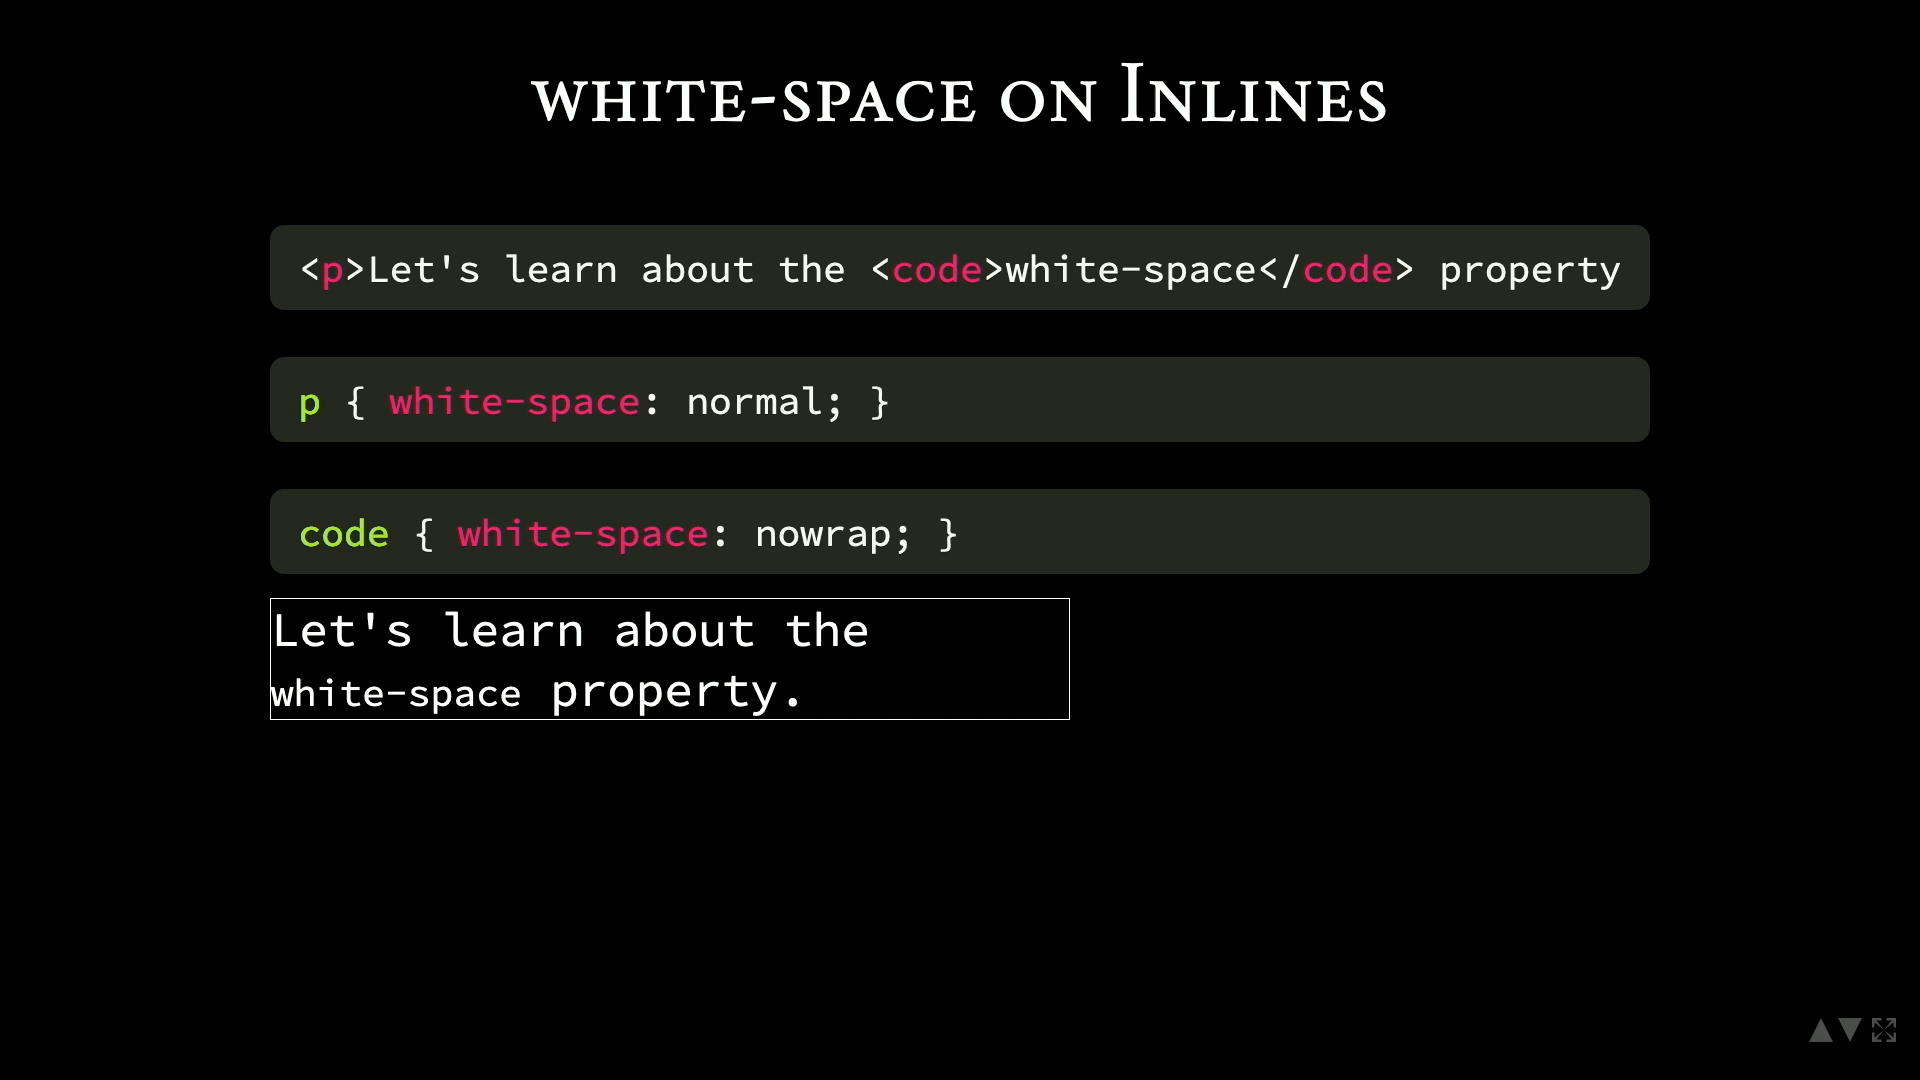 white-space on Inlines
<p>Let's learn about the <code>white-space</code> property
p { white-space: normal; }
code { white-space: nowrap; }
Let's learn about the
white-space property.